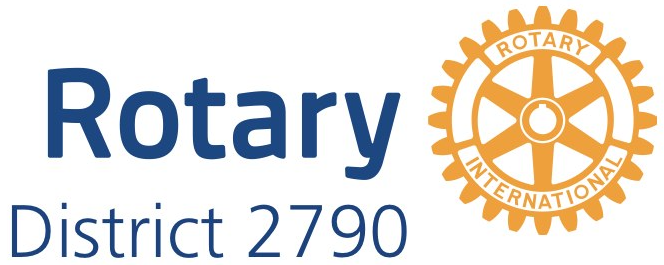 Rotary
District 2790
ROTARY
INTERNATIONAL